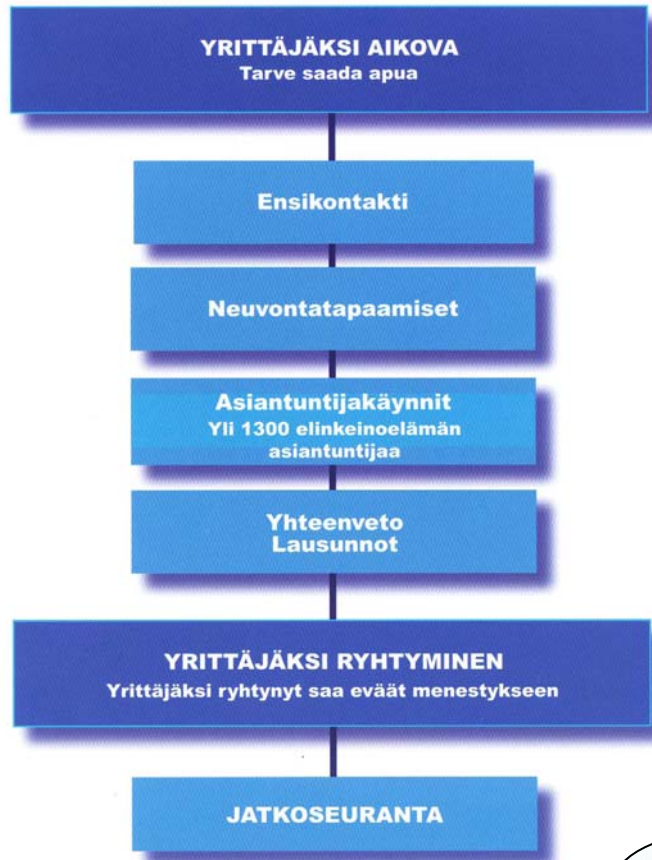 YRITTÄJÄKSI AIKOVA
Tarve saada apua
Ensikontakti
Neuvontatapaamiset
Asiantuntijakäynnit
Yli 1300 elinkeinoelämän
asiantuntijaa
Yhteenveto
Lausunnot
YRITTÄJÄKSI RYHTYMINEN
Yrittäjäksi ryhtynyt saa eväät menestykseen
JATKOSEURANTA